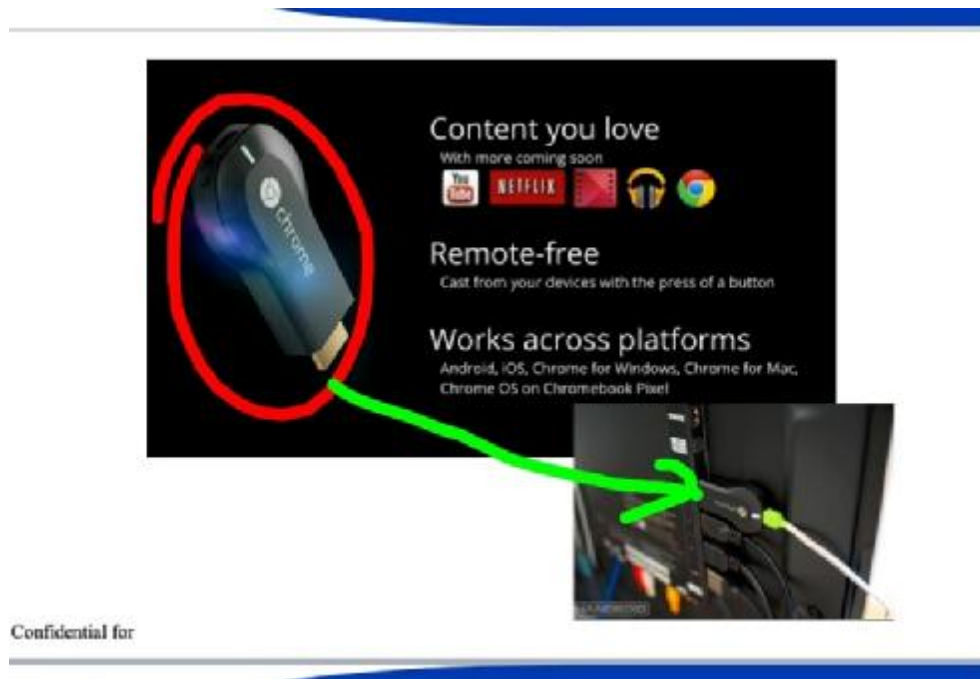 Content you love
With more coming soon
You
Tube
NETFLIX
chrome
Remote-free
Cast from your devices with the press of a button
Works across platforms
Android, iOS, Chrome for Windows, Chrome for Mac,
Chrome OS on Chromebook Pixel
Confidential for